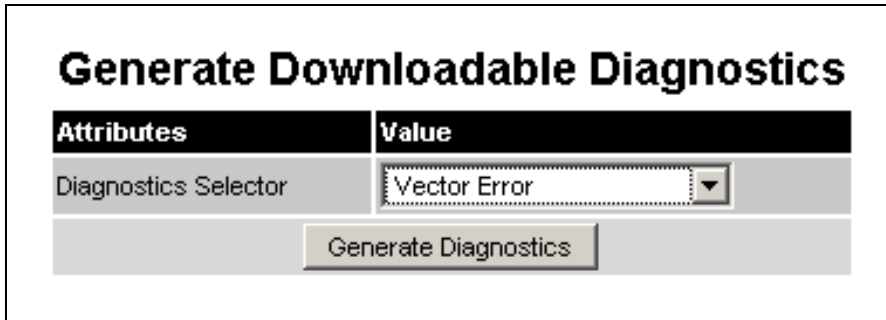 Generate Downloadable Diagnostics
Attributes Value
Diagnostics Selector Vector Error
Generate Diagnostics